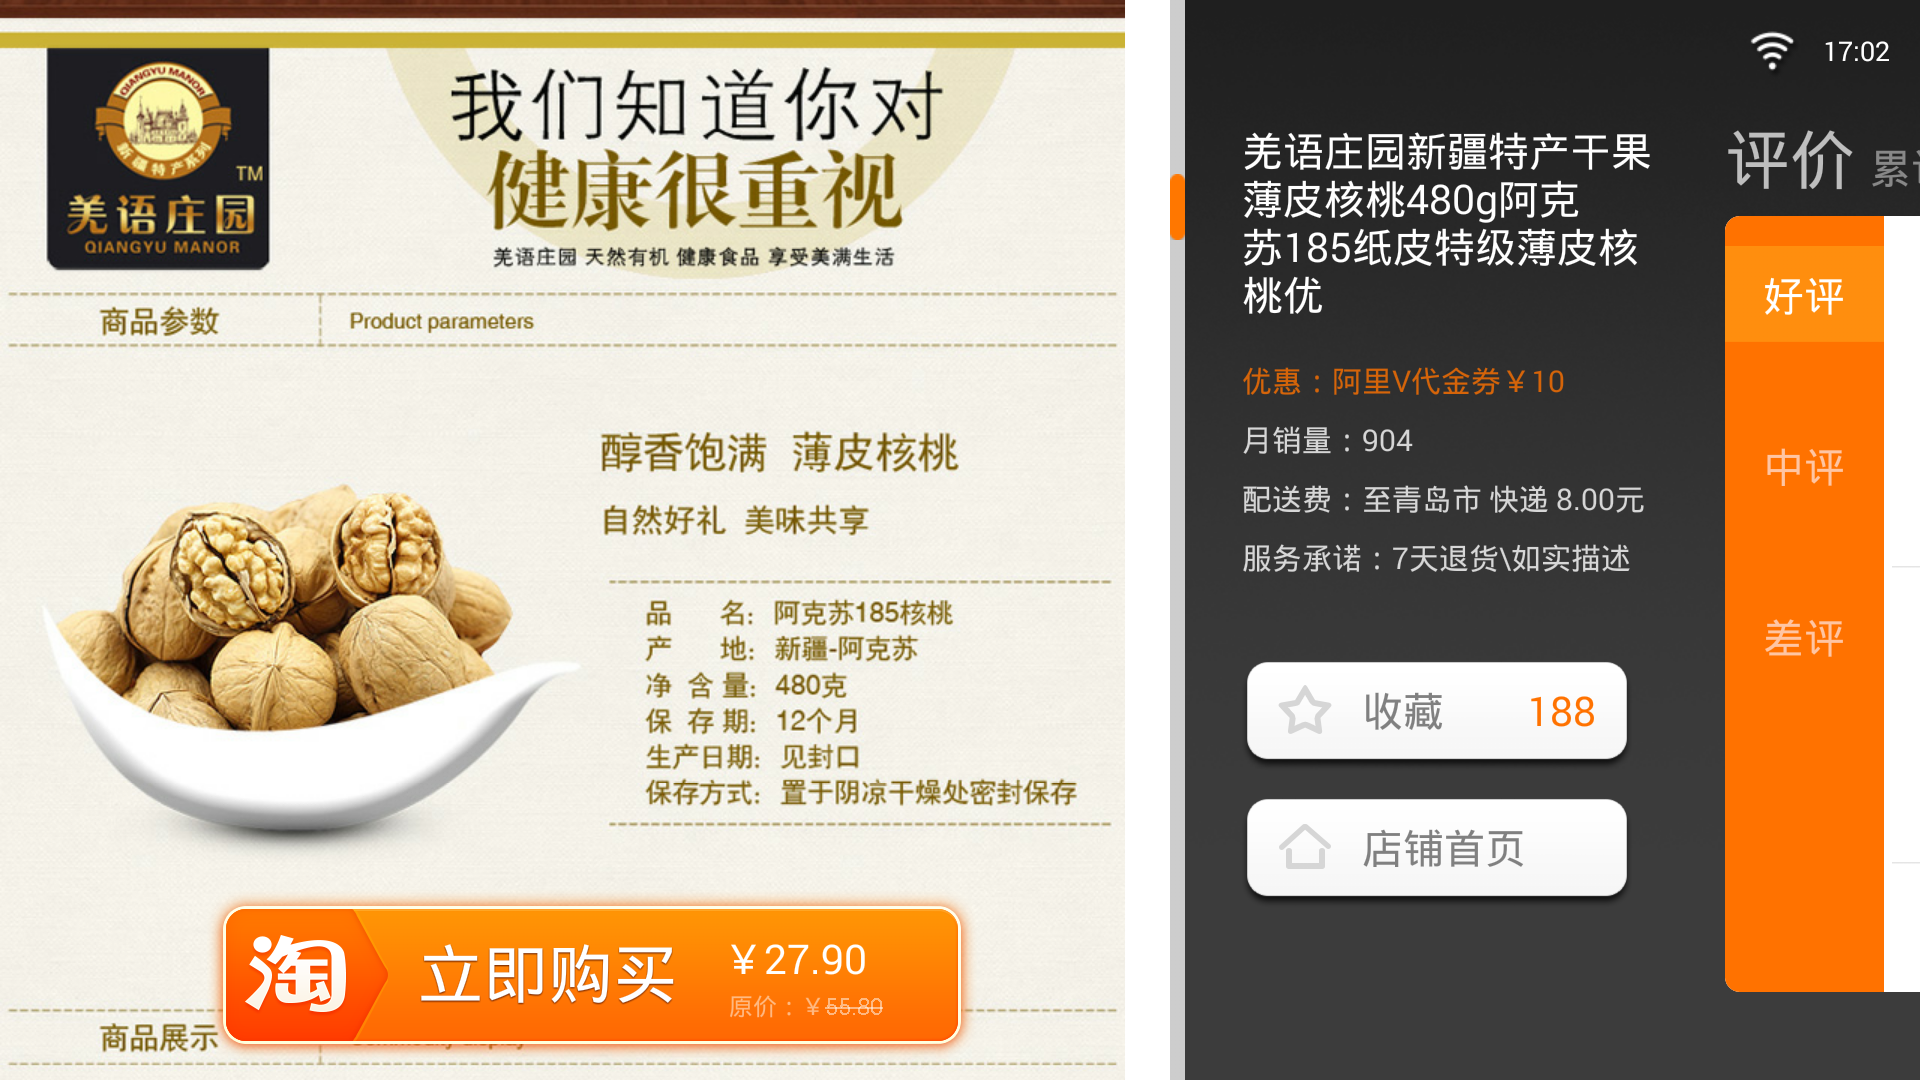 QIANGYU MANOR
新疆特产系列
TM
羌语庄园
QIANGYU MANOR
我们知道你对
健康很重视
羌语庄园 天然有机 健康食品 享受美满生活
商品参数
Product parameters
醇香饱满 薄皮核桃
自然好礼 美味共享
品 名: 阿克苏185核桃
产 地: 新疆-阿克苏
净 含 量: 480克
保 存 期: 12个月
生产日期: 见封口
保存方式: 置于阴凉干燥处密封保存
淘
立即购买
¥27.90
原价：¥55.80
商品展示
17:02
羌语庄园新疆特产干果
薄皮核桃480g阿克
苏185纸皮特级薄皮核
桃优
优惠：阿里V代金券¥10
月销量：904
配送费：至青岛市 快递 8.00元
服务承诺：7天退货\如实描述
收藏 188
店铺首页
评价 累
好评
中评
差评